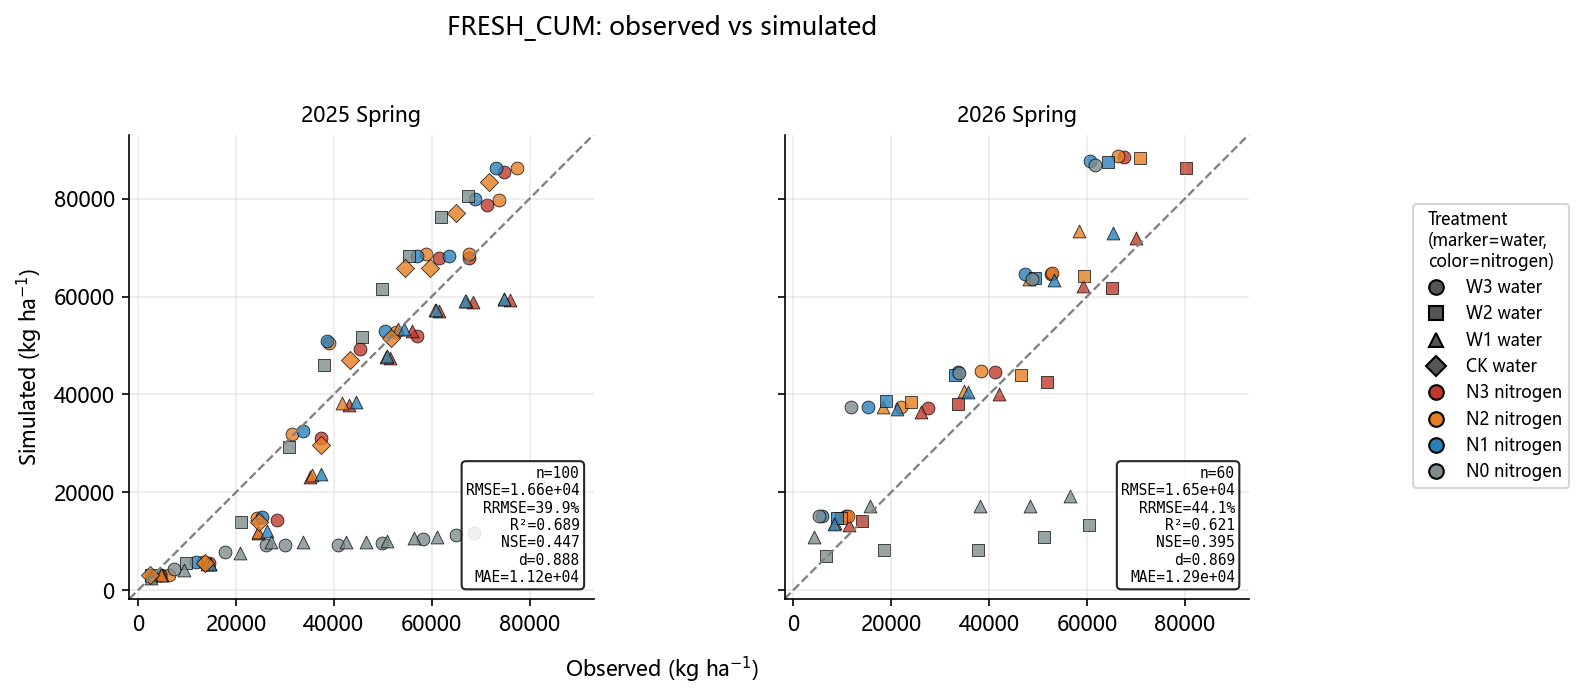 FRESH_CUM: observed vs simulated
2025 Spring
2026 Spring
Simulated (kg ha⁻¹)
80000
60000
40000
20000
0
n=100
RMSE=1.66e+04
RRMSE=39.9%
R²=0.689
NSE=0.447
d=0.888
MAE=1.12e+04
0 20000 40000 60000 80000
n=60
RMSE=1.65e+04
RRMSE=44.1%
R²=0.621
NSE=0.395
d=0.869
MAE=1.29e+04
0 20000 40000 60000 80000
Observed (kg ha⁻¹)
Treatment
(marker=water,
color=nitrogen)
W3 water
W2 water
W1 water
CK water
N3 nitrogen
N2 nitrogen
N1 nitrogen
N0 nitrogen